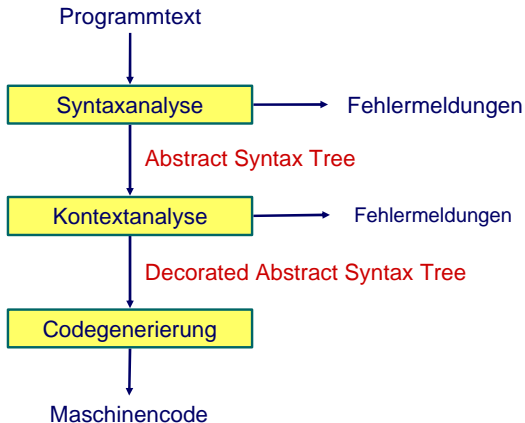 Programmtext
Syntaxanalyse
Fehlermeldungen
Abstract Syntax Tree
Kontextanalyse
Fehlermeldungen
Decorated Abstract Syntax Tree
Codegenerierung
Maschinencode